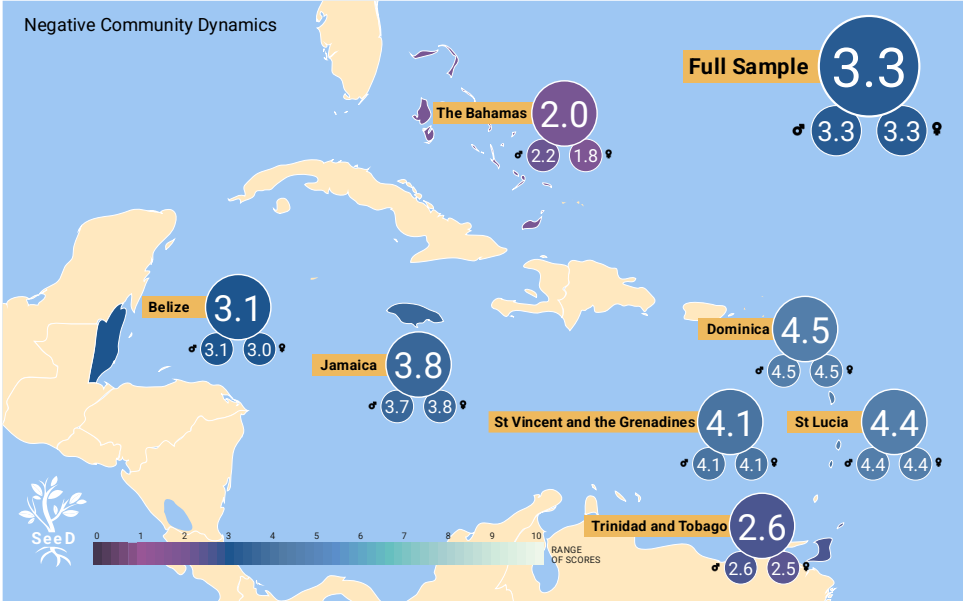 Negative Community Dynamics
Full Sample
3.3
♂ 3.3 3.3 ♀
The Bahamas
2.0
♂ 2.2 1.8 ♀
Belize
3.1
♂ 3.1 3.0 ♀
Jamaica
3.8
♂ 3.7 3.8 ♀
Dominica
4.5
♂ 4.5 4.5 ♀
St Vincent and the Grenadines
4.1
♂ 4.1 4.1 ♀
St Lucia
4.4
♂ 4.4 4.4 ♀
Trinidad and Tobago
2.6
♂ 2.6 2.5 ♀
SeeD
0 1 2 3 4 5 6 7 8 9 10
RANGE
OF SCORES